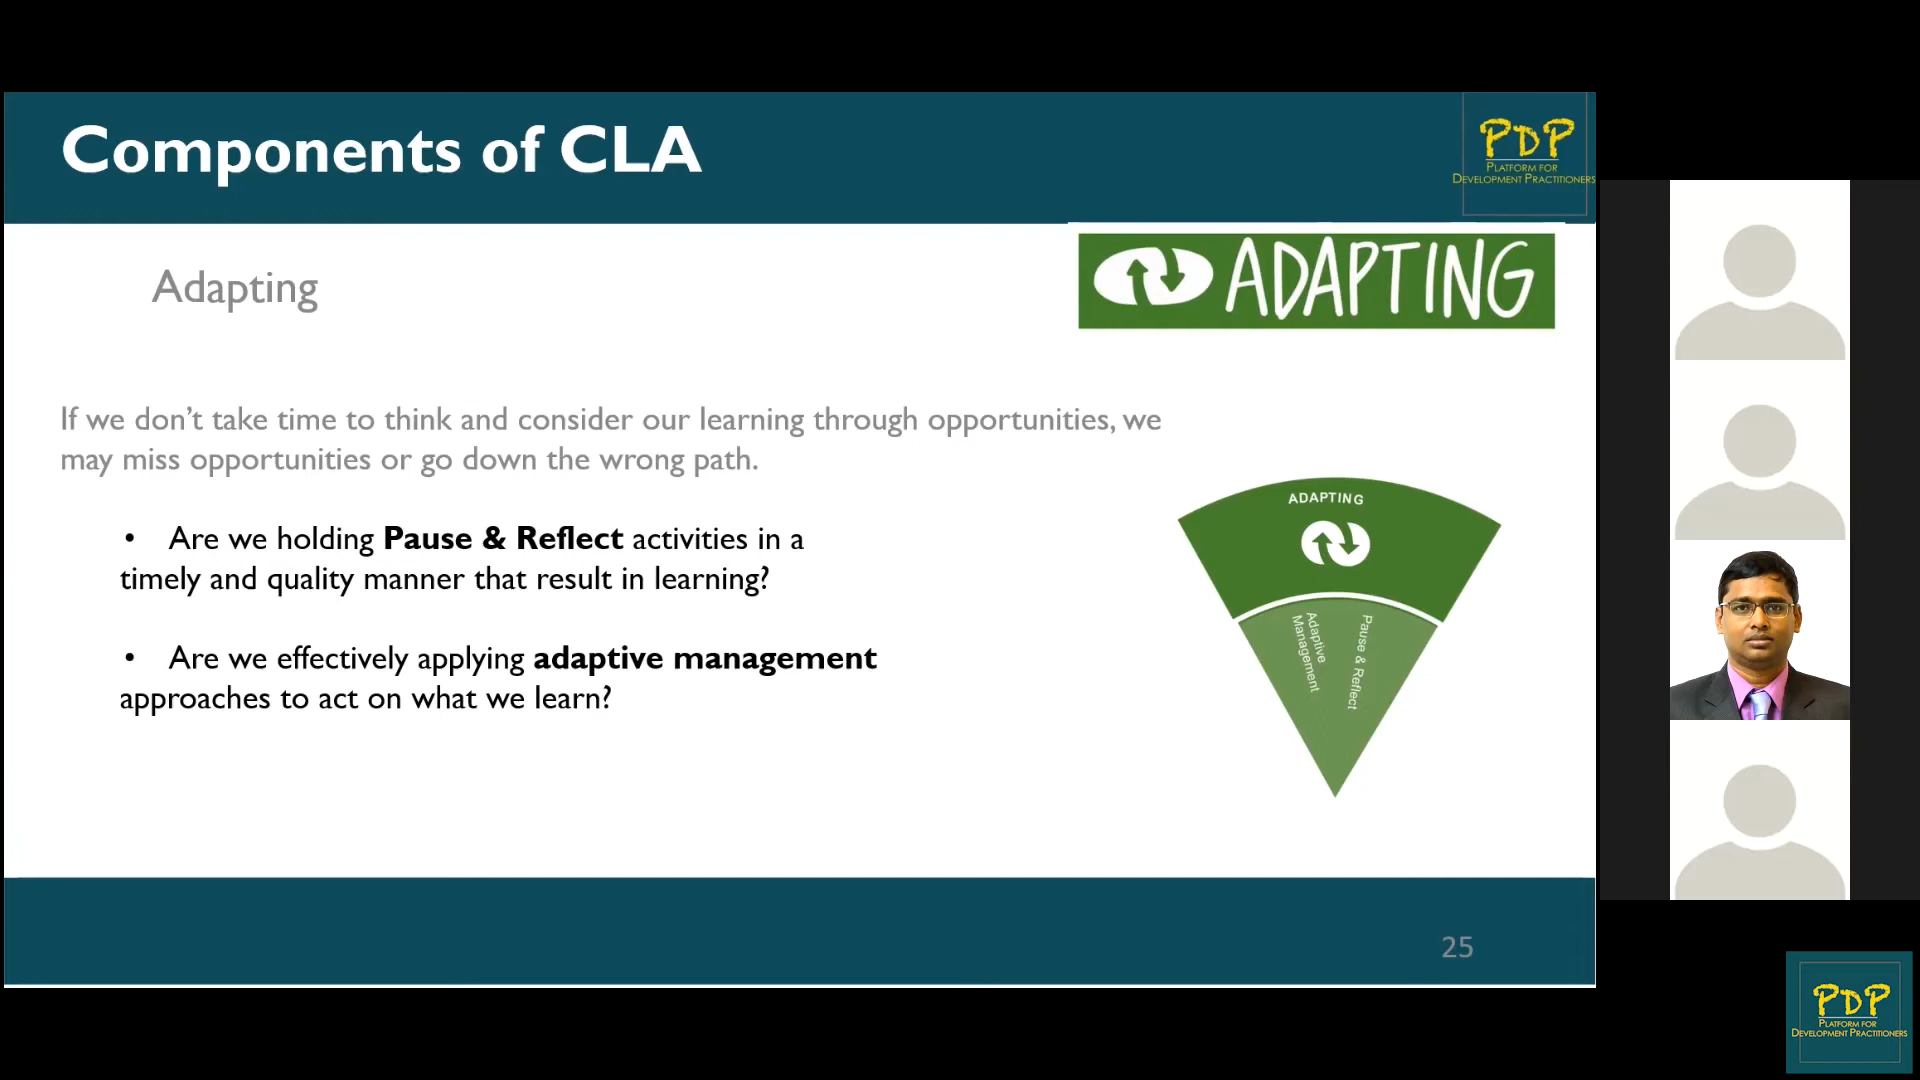 Components of CLA
PDP
PLATFORM FOR
DEVELOPMENT PRACTITIONERS
ADAPTING
Adapting
If we don’t take time to think and consider our learning through opportunities, we
may miss opportunities or go down the wrong path.
• Are we holding Pause & Reflect activities in a
timely and quality manner that result in learning?
• Are we effectively applying adaptive management
approaches to act on what we learn?
ADAPTING
Adaptive
Management
Pause & Reflect
25
PDP
PLATFORM FOR
DEVELOPMENT PRACTITIONERS